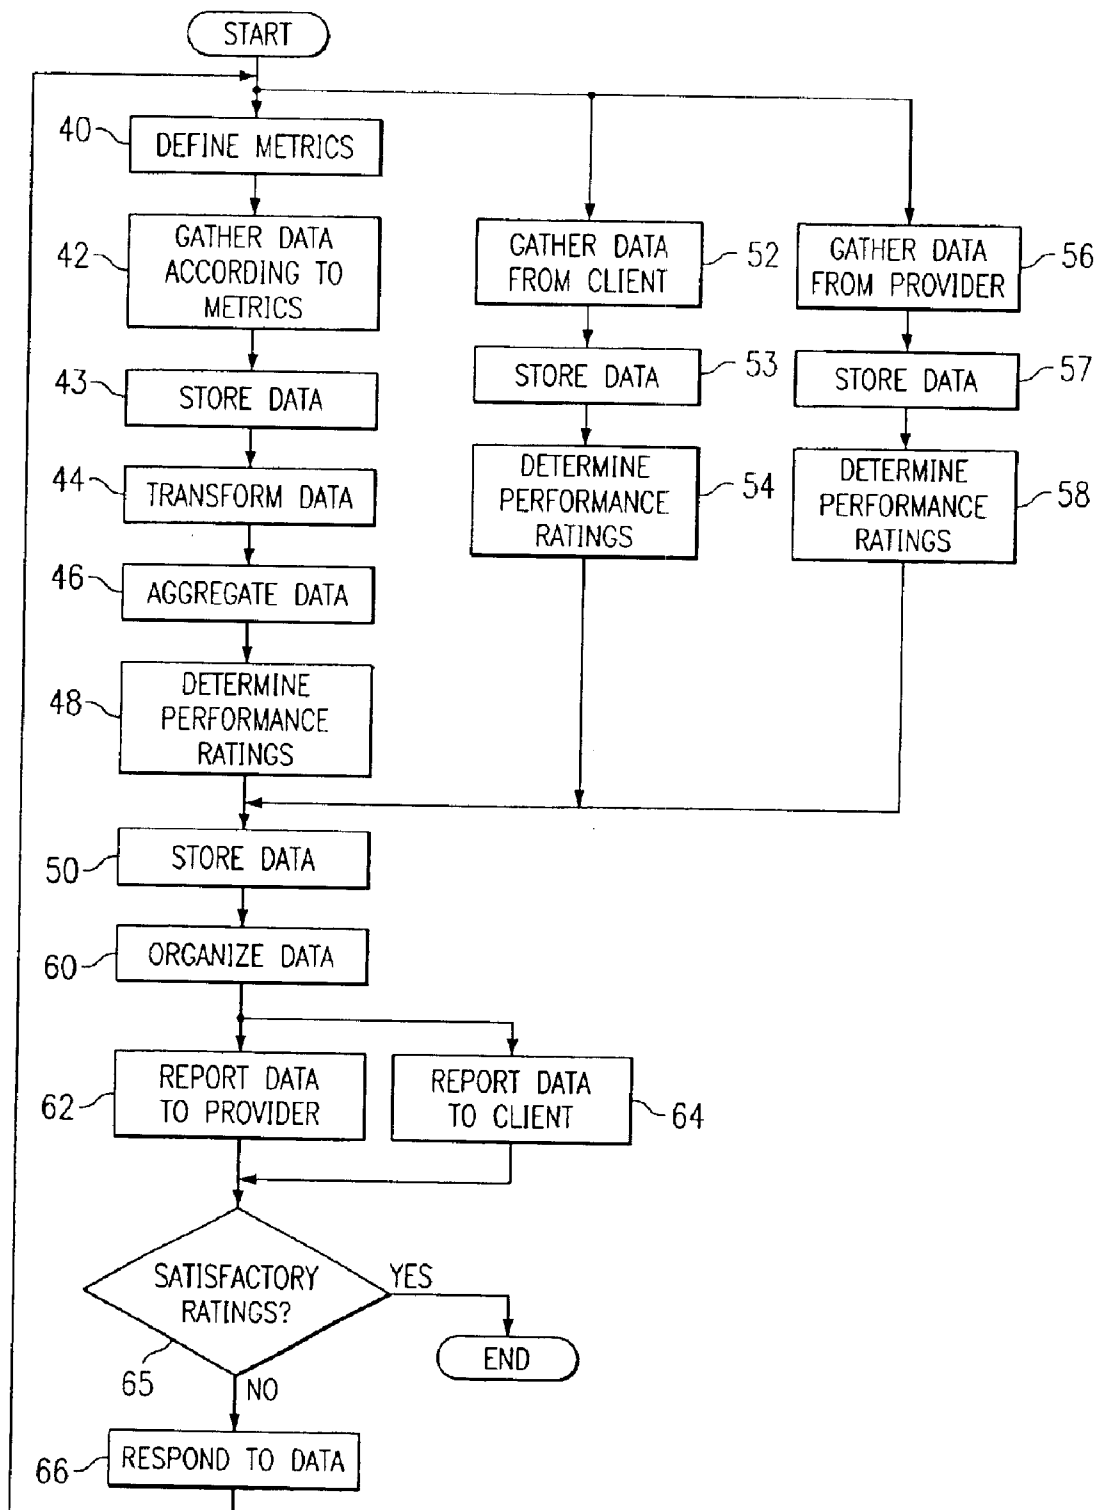 START
40
DEFINE METRICS
42
GATHER DATA
ACCORDING TO
METRICS
43
STORE DATA
44
TRANSFORM DATA
46
AGGREGATE DATA
48
DETERMINE
PERFORMANCE
RATINGS
GATHER DATA
FROM CLIENT
52
STORE DATA
53
DETERMINE
PERFORMANCE
RATINGS
54
GATHER DATA
FROM PROVIDER
56
STORE DATA
57
DETERMINE
PERFORMANCE
RATINGS
58
50
STORE DATA
60
ORGANIZE DATA
62
REPORT DATA
TO PROVIDER
REPORT DATA
TO CLIENT
64
SATISFACTORY
RATINGS?
65
YES
END
NO
66
RESPOND TO DATA